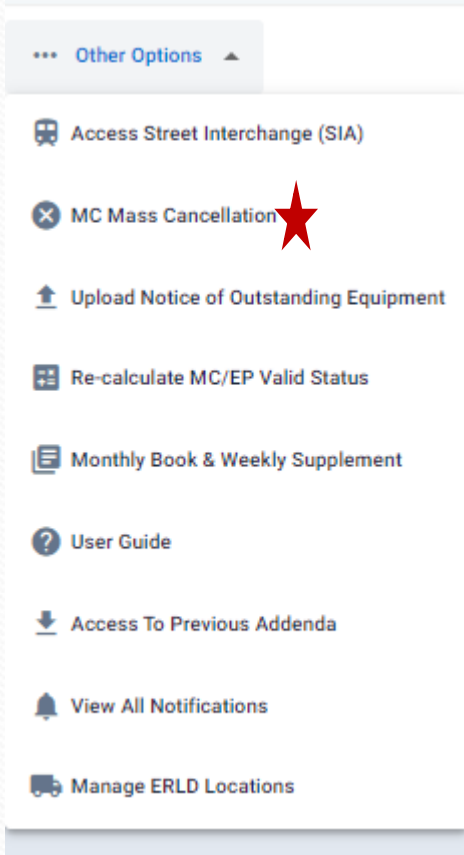 Other Options
Access Street Interchange (SIA)
MC Mass Cancellation
Upload Notice of Outstanding Equipment
Re-calculate MC/EP Valid Status
Monthly Book & Weekly Supplement
User Guide
Access To Previous Addenda
View All Notifications
Manage ERLD Locations